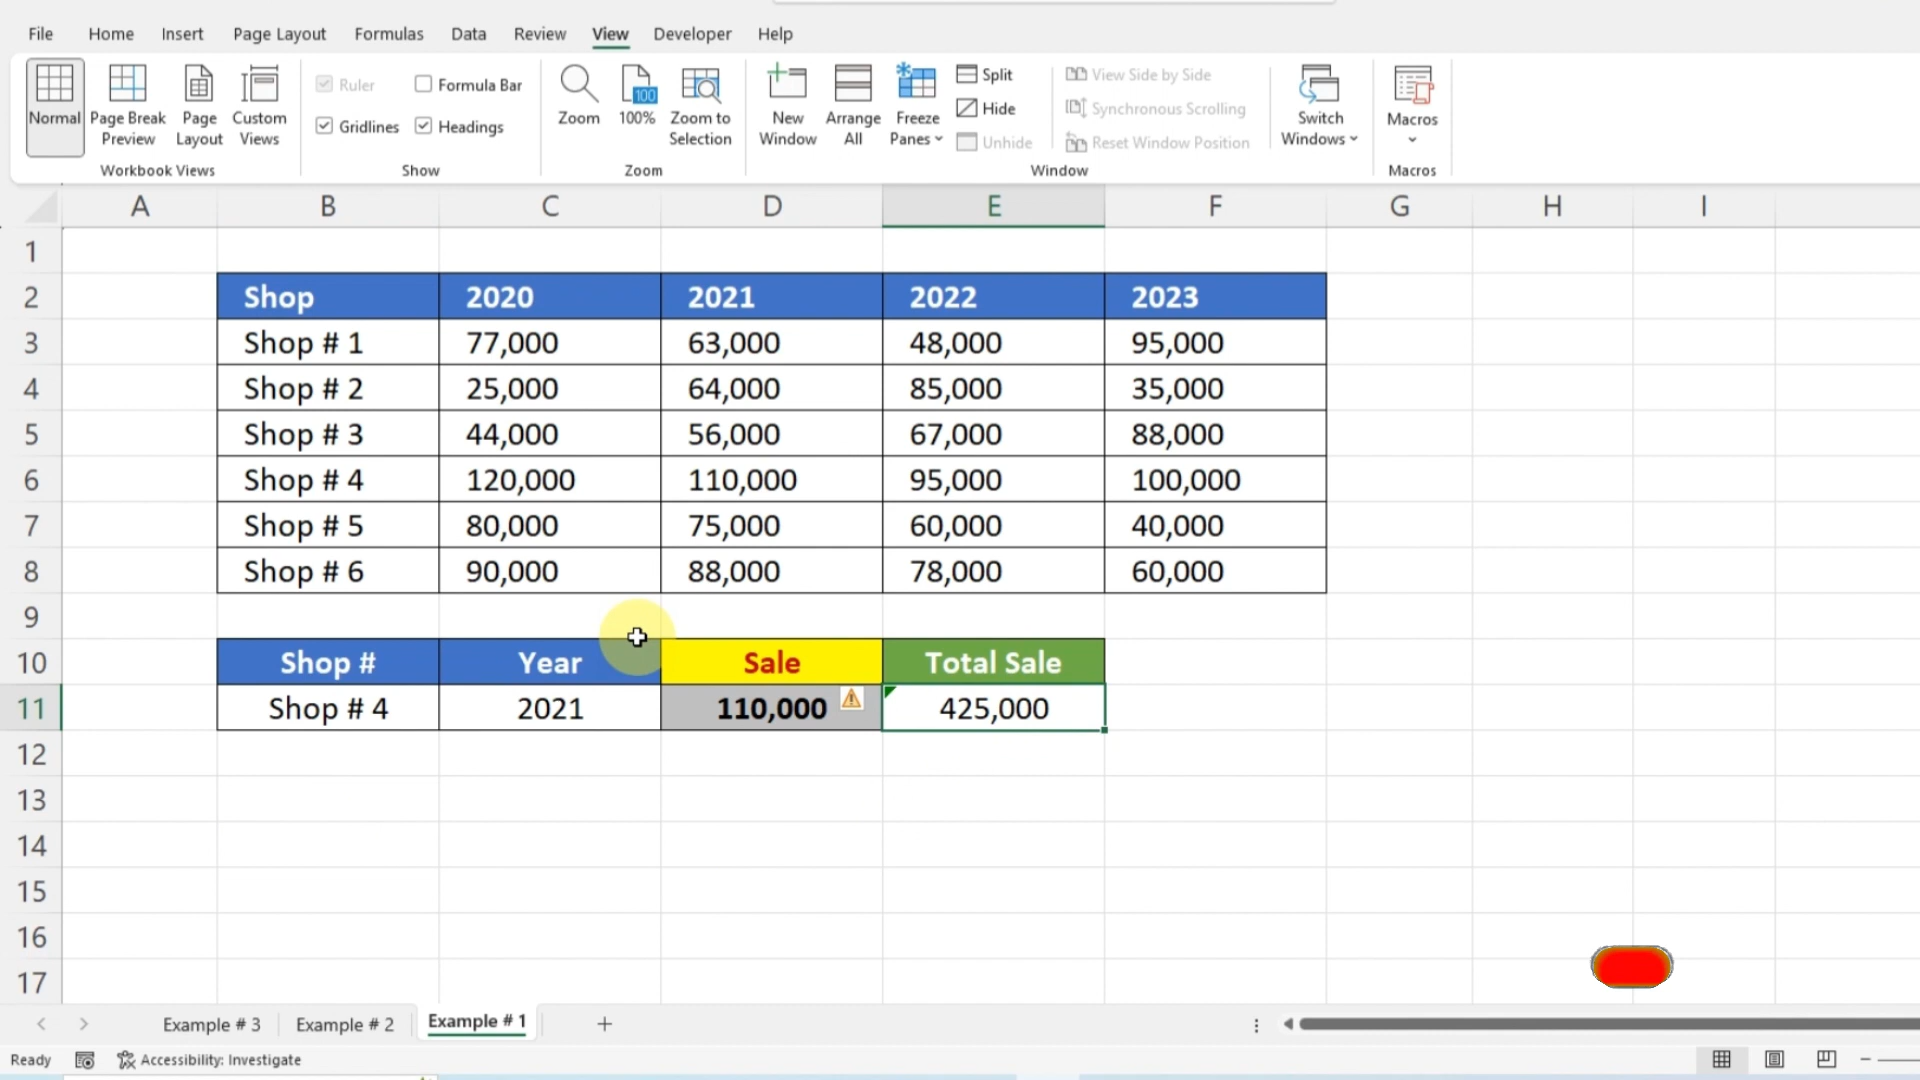 File Home Insert Page Layout Formulas Data Review View Developer Help
Normal Page Break Preview Page Layout Custom Views
Workbook Views
Ruler Formula Bar
Gridlines Headings
Show
Zoom 100% Zoom to Selection
100
Zoom
New Window Arrange All Freeze Panes
Split
Hide
Unhide
View Side by Side
Synchronous Scrolling
Reset Window Position
Window
Switch Windows
Macros
Macros
A B C D E F G H I
1
2 Shop 2020 2021 2022 2023
3 Shop # 1 77,000 63,000 48,000 95,000
4 Shop # 2 25,000 64,000 85,000 35,000
5 Shop # 3 44,000 56,000 67,000 88,000
6 Shop # 4 120,000 110,000 95,000 100,000
7 Shop # 5 80,000 75,000 60,000 40,000
8 Shop # 6 90,000 88,000 78,000 60,000
9
10 Shop # Year Sale Total Sale
11 Shop # 4 2021 110,000 425,000
12
13
14
15
16
17
Example # 3 Example # 2 Example # 1
Ready Accessibility: Investigate